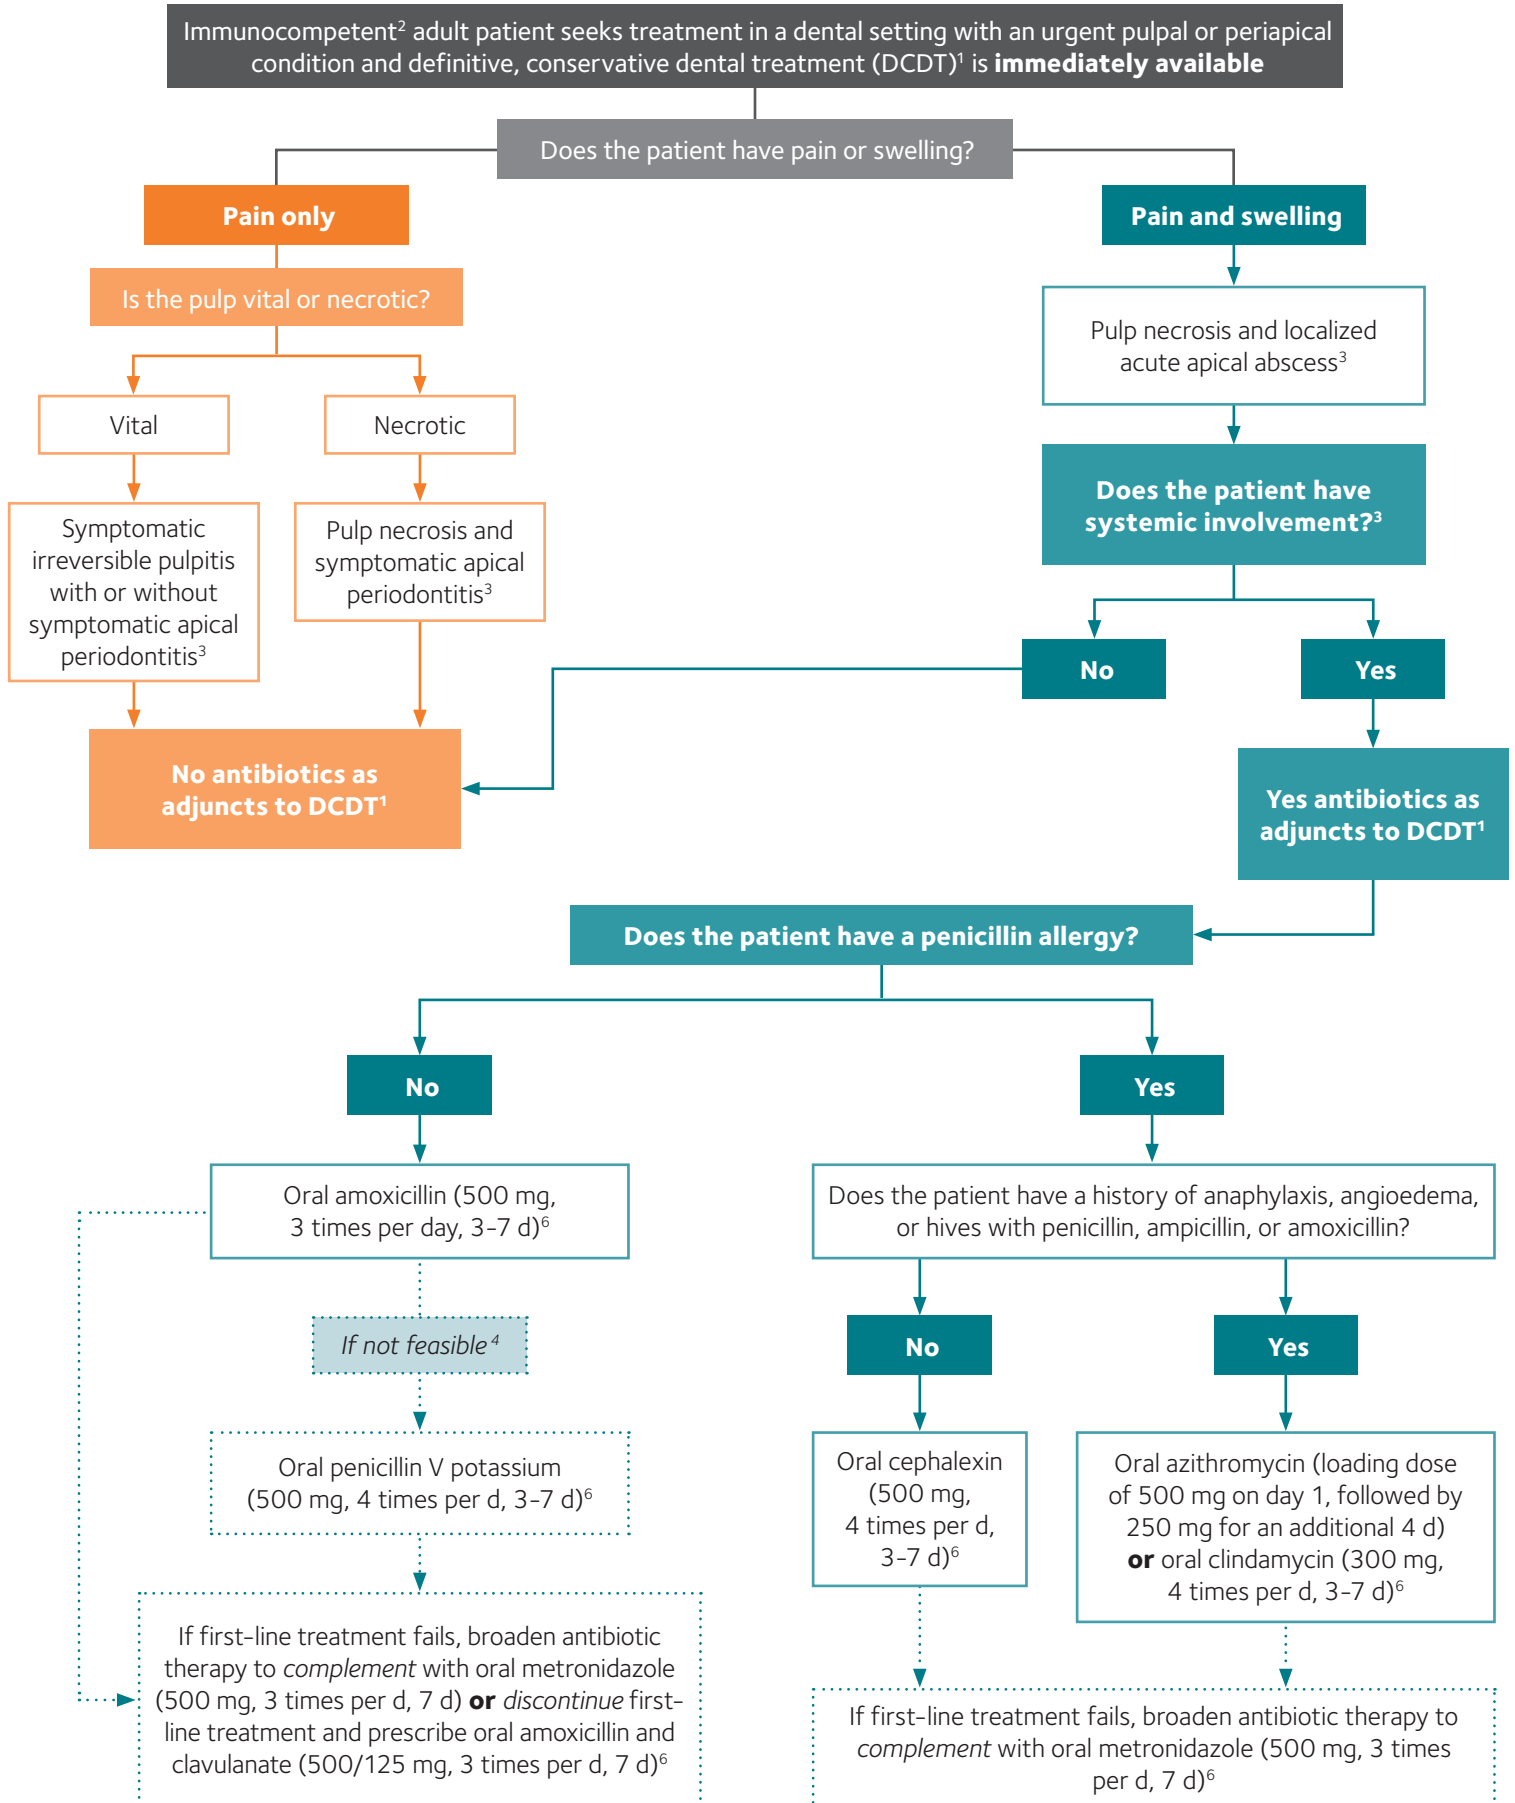 Immunocompetent² adult patient seeks treatment in a dental setting with an urgent pulpal or periapical
condition and definitive, conservative dental treatment (DCDT)¹ is immediately available
Does the patient have pain or swelling?
Pain only
Pain and swelling
Is the pulp vital or necrotic?
Pulp necrosis and localized
acute apical abscess³
Vital
Necrotic
Does the patient have
systemic involvement?³
Symptomatic
irreversible pulpitis
with or without
symptomatic apical
periodontitis³
Pulp necrosis and
symptomatic apical
periodontitis³
No
Yes
No antibiotics as
adjuncts to DCDT¹
Yes antibiotics as
adjuncts to DCDT¹
Does the patient have a penicillin allergy?
No
Yes
Oral amoxicillin (500 mg,
3 times per day, 3-7 d)⁶
Does the patient have a history of anaphylaxis, angioedema,
or hives with penicillin, ampicillin, or amoxicillin?
If not feasible⁴
No
Yes
Oral penicillin V potassium
(500 mg, 4 times per d, 3-7 d)⁶
Oral cephalexin
(500 mg,
4 times per d,
3-7 d)⁶
Oral azithromycin (loading dose
of 500 mg on day 1, followed by
250 mg for an additional 4 d)
or oral clindamycin (300 mg,
4 times per d, 3-7 d)⁶
If first-line treatment fails, broaden antibiotic
therapy to complement with oral metronidazole
(500 mg, 3 times per d, 7 d) or discontinue first-
line treatment and prescribe oral amoxicillin and
clavulanate (500/125 mg, 3 times per d, 7 d)⁶
If first-line treatment fails, broaden antibiotic therapy to
complement with oral metronidazole (500 mg, 3 times
per d, 7 d)⁶